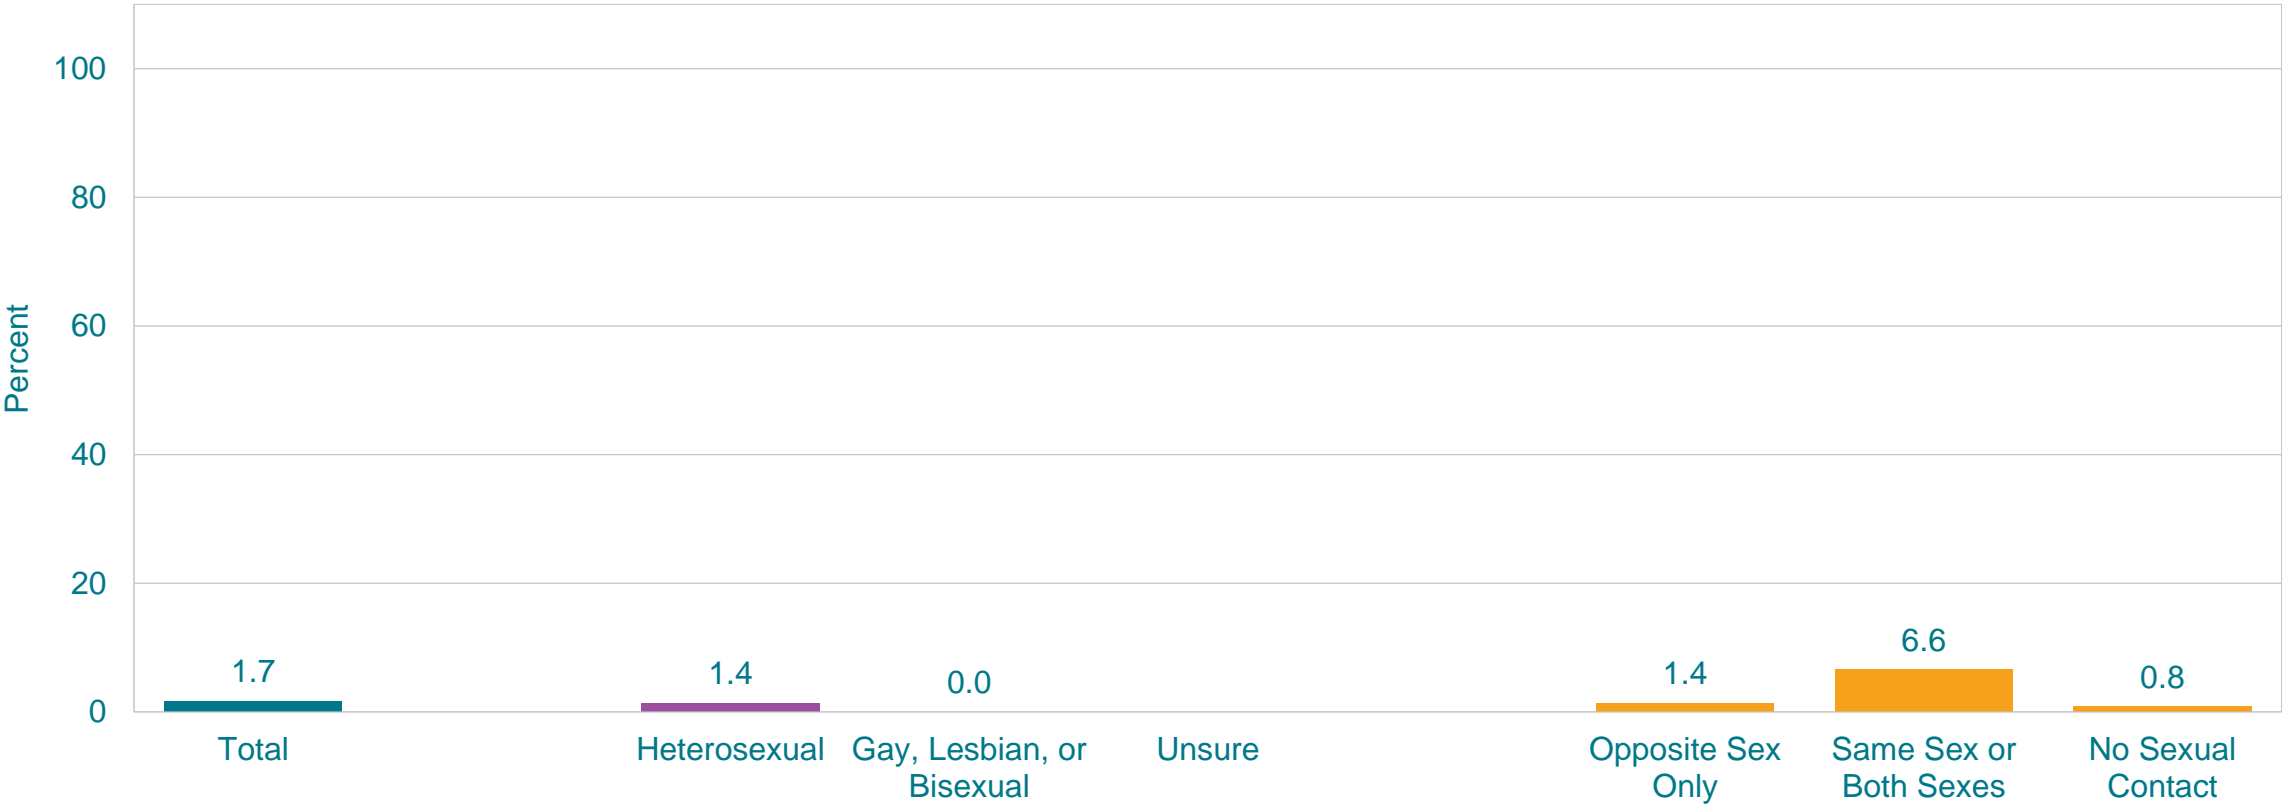 Percent
100
80
60
40
20
0
1.7
1.4
0.0
1.4
6.6
0.8
Total
Heterosexual
Gay, Lesbian, or
Bisexual
Unsure
Opposite Sex
Only
Same Sex or
Both Sexes
No Sexual
Contact